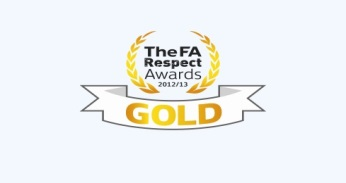 The FA
Respect
Awards
2012/13
GOLD